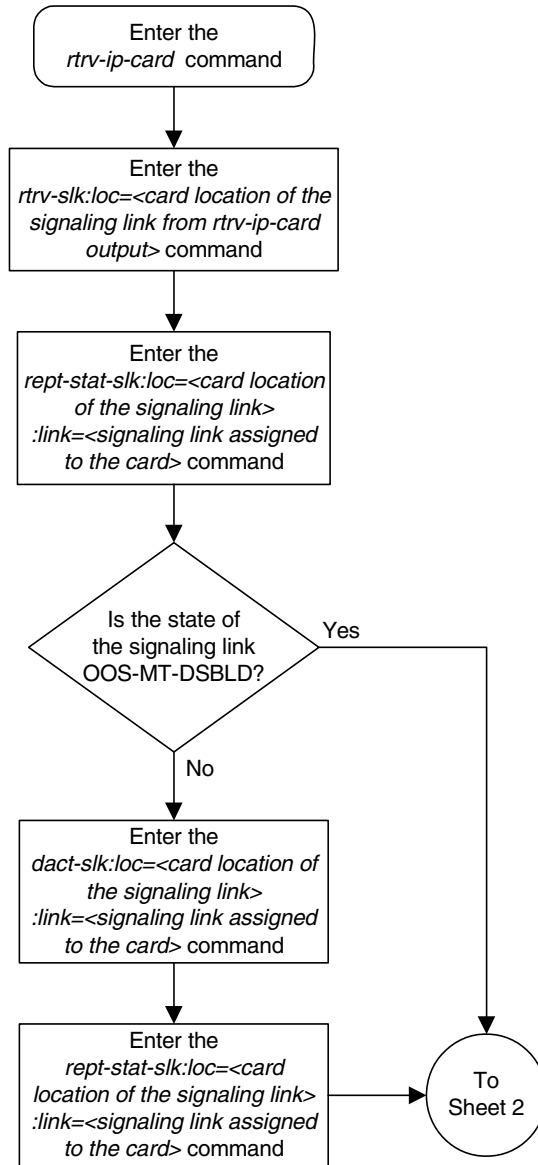 Enter the
rtrv-ip-card command
Enter the
rtrv-slk:loc=<card location of the
signaling link from rtrv-ip-card
output> command
Enter the
rept-stat-slk:loc=<card location
of the signaling link>
:link=<signaling link assigned
to the card> command
Is the state of
the signaling link
OOS-MT-DSBLD?
Yes
No
Enter the
dact-slk:loc=<card location of
the signaling link>
:link=<signaling link assigned
to the card> command
Enter the
rept-stat-slk:loc=<card
location of the signaling link>
:link=<signaling link assigned
to the card> command
To
Sheet 2